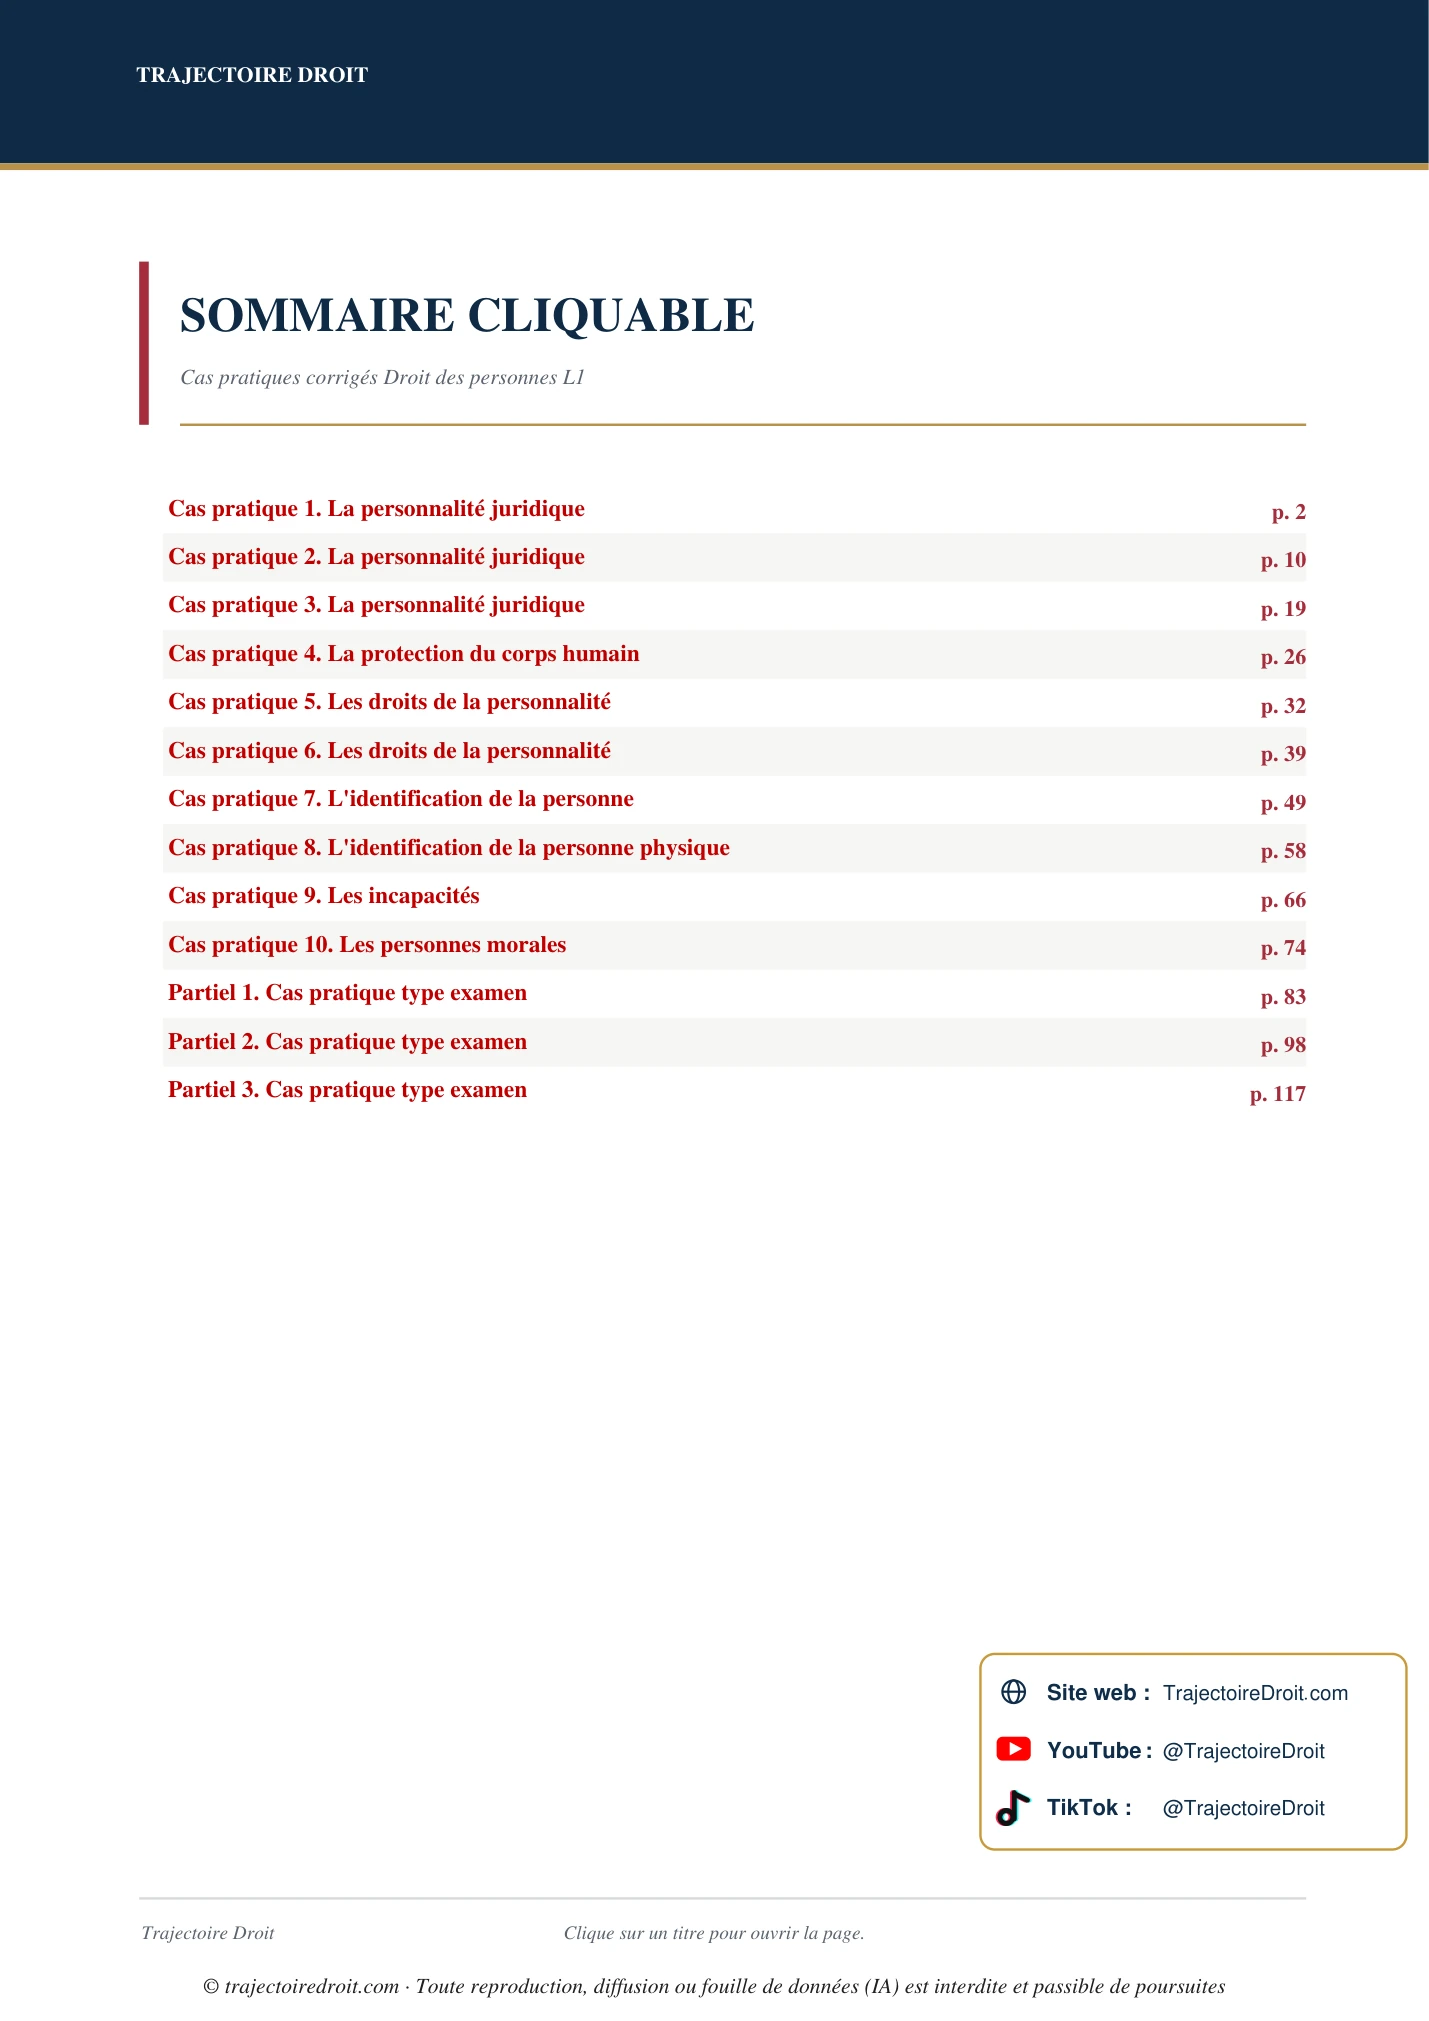 TRAJECTOIRE DROIT
SOMMAIRE CLIQUABLE
Cas pratiques corrigés Droit des personnes L1
Cas pratique 1. La personnalité juridique p. 2
Cas pratique 2. La personnalité juridique p. 10
Cas pratique 3. La personnalité juridique p. 19
Cas pratique 4. La protection du corps humain p. 26
Cas pratique 5. Les droits de la personnalité p. 32
Cas pratique 6. Les droits de la personnalité p. 39
Cas pratique 7. L'identification de la personne p. 49
Cas pratique 8. L'identification de la personne physique p. 58
Cas pratique 9. Les incapacités p. 66
Cas pratique 10. Les personnes morales p. 74
Partiel 1. Cas pratique type examen p. 83
Partiel 2. Cas pratique type examen p. 98
Partiel 3. Cas pratique type examen p. 117
Site web : TrajectoireDroit.com
YouTube : @TrajectoireDroit
TikTok : @TrajectoireDroit
Trajectoire Droit Clique sur un titre pour ouvrir la page.
© trajectoiredroit.com · Toute reproduction, diffusion ou fouille de données (IA) est interdite et passible de poursuites